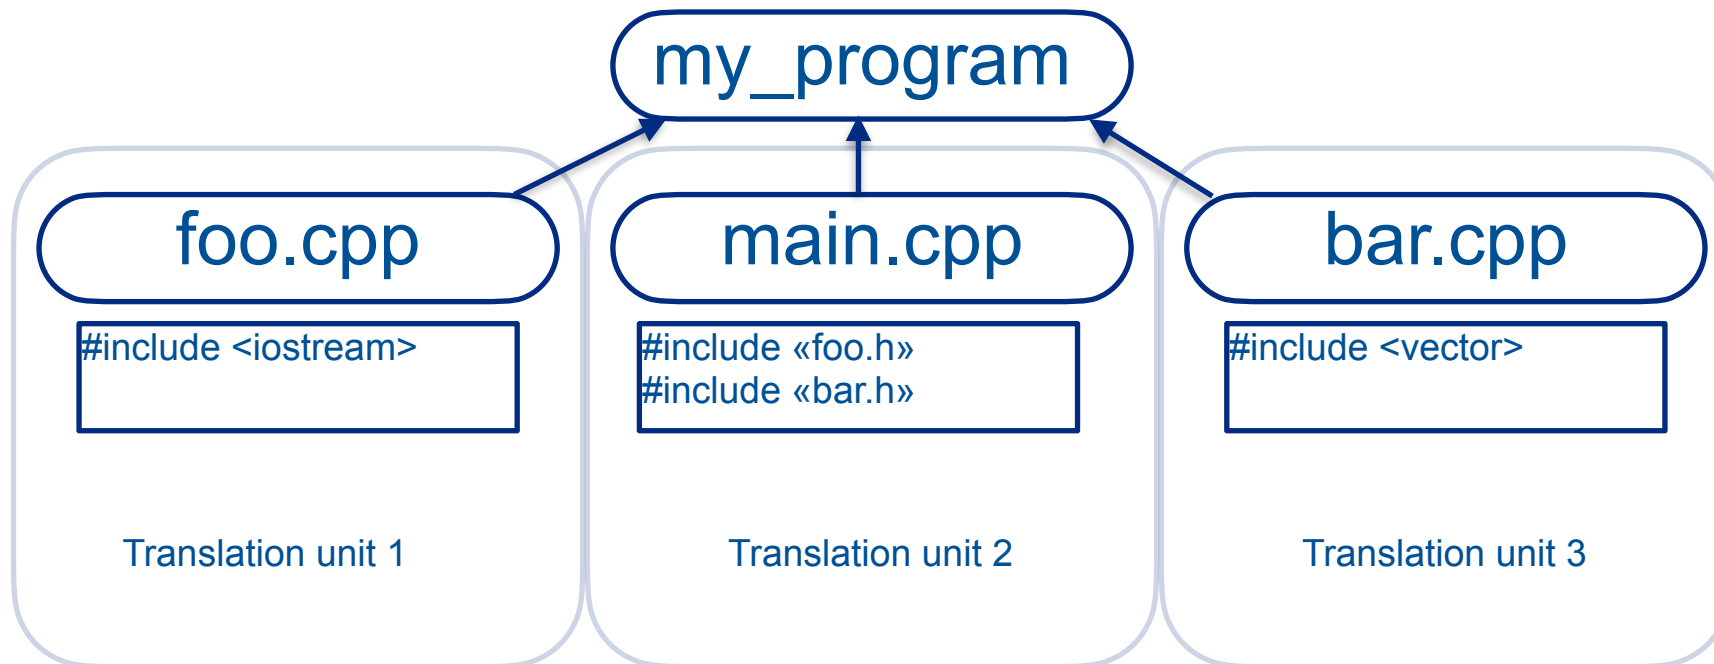 my_program
foo.cpp
main.cpp
bar.cpp
#include <iostream>
#include «foo.h»
#include «bar.h»
#include <vector>
Translation unit 1
Translation unit 2
Translation unit 3